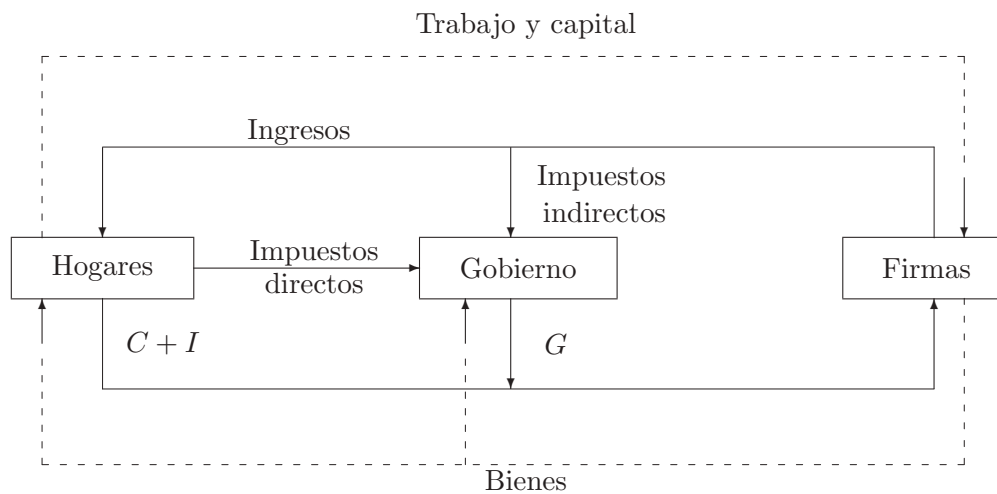 Trabajo y capital
Ingresos
Impuestos
indirectos
Hogares
Impuestos
directos
Gobierno
Firmas
C + I
G
Bienes